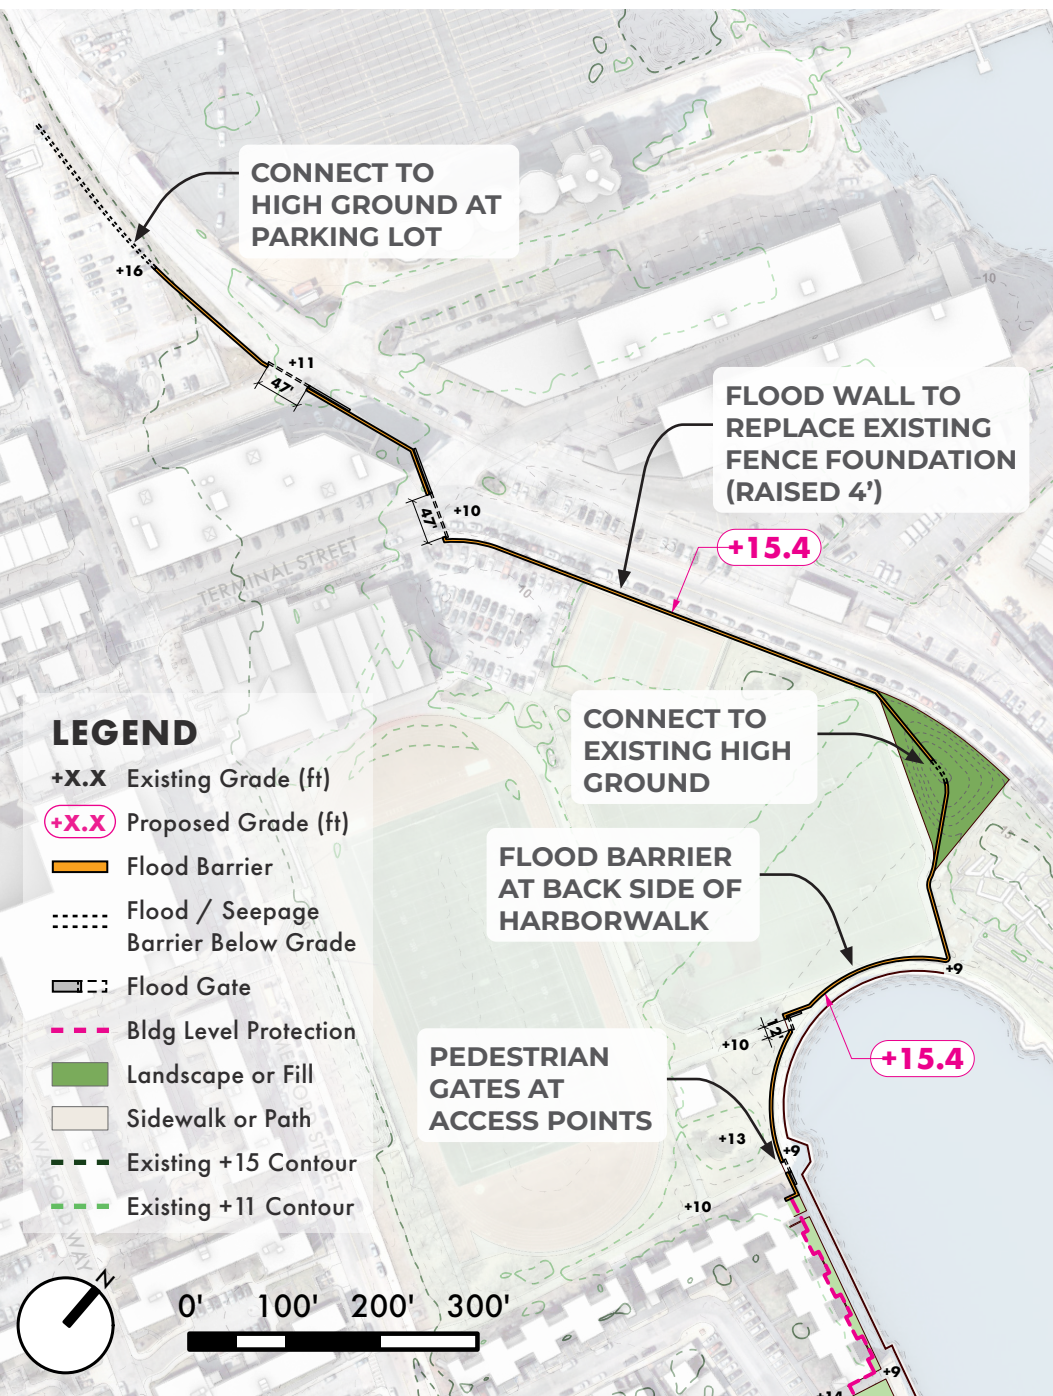 CONNECT TO
HIGH GROUND AT
PARKING LOT
+16
+11
47'
FLOOD WALL TO
REPLACE EXISTING
FENCE FOUNDATION
(RAISED 4')
-10
47'
+10
+15.4
TERMINAL STREET
10
CONNECT TO
EXISTING HIGH
GROUND
FLOOD BARRIER
AT BACK SIDE OF
HARBORWALK
+9
12'
+10
+15.4
PEDESTRIAN
GATES AT
ACCESS POINTS
+13
+9
+10
+9
+14
LEGEND
+X.X Existing Grade (ft)
+X.X Proposed Grade (ft)
Flood Barrier
Flood / Seepage
Barrier Below Grade
Flood Gate
Bldg Level Protection
Landscape or Fill
Sidewalk or Path
Existing +15 Contour
Existing +11 Contour
N
0' 100' 200' 300'